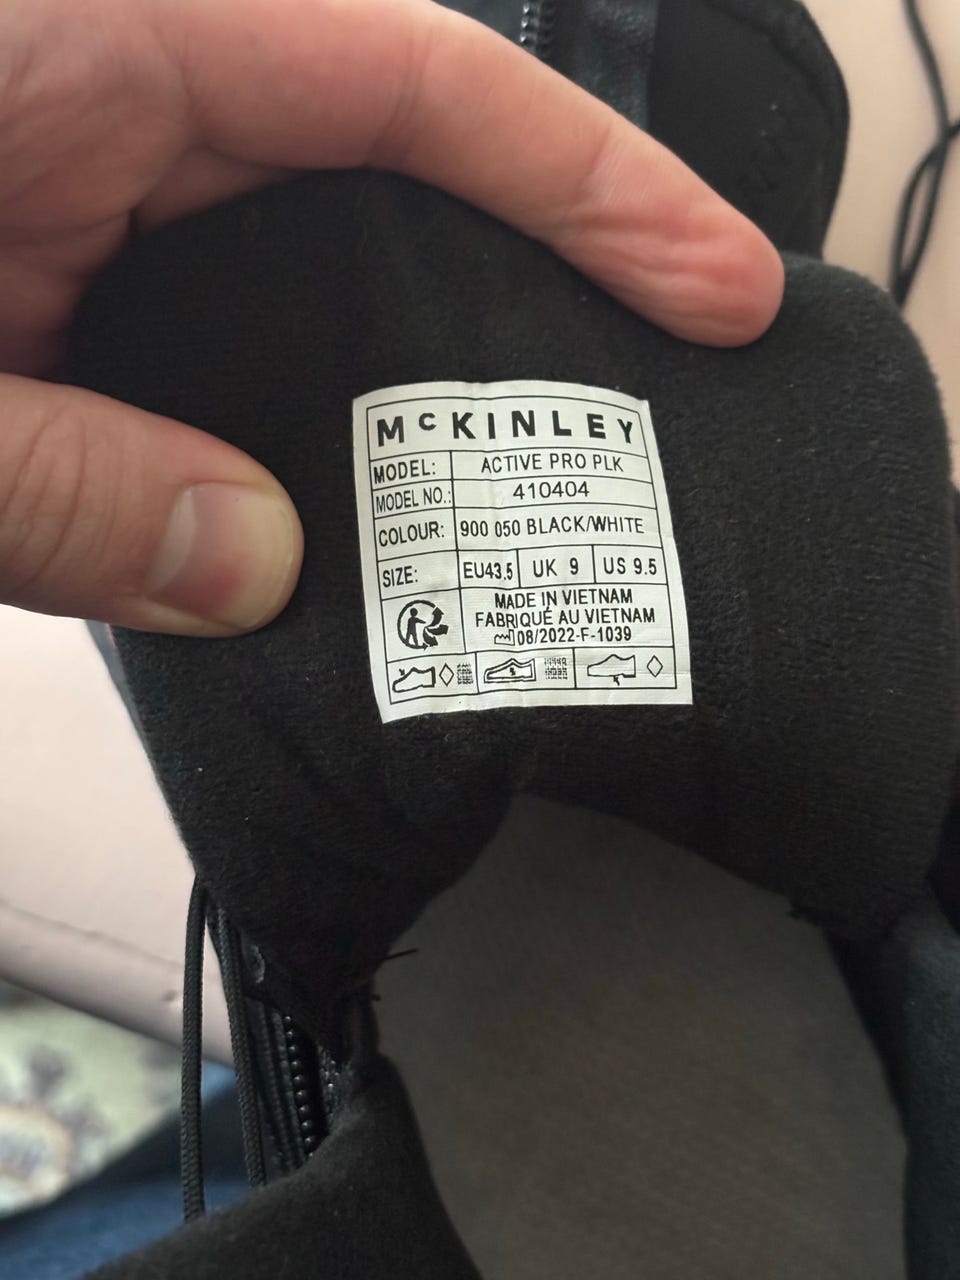 McKINLEY
MODEL: ACTIVE PRO PLK
MODEL NO.: 410404
COLOUR: 900 050 BLACK/WHITE
SIZE: EU43.5 UK 9 US 9.5
MADE IN VIETNAM
FABRIQUÉ AU VIETNAM
08/2022-F-1039